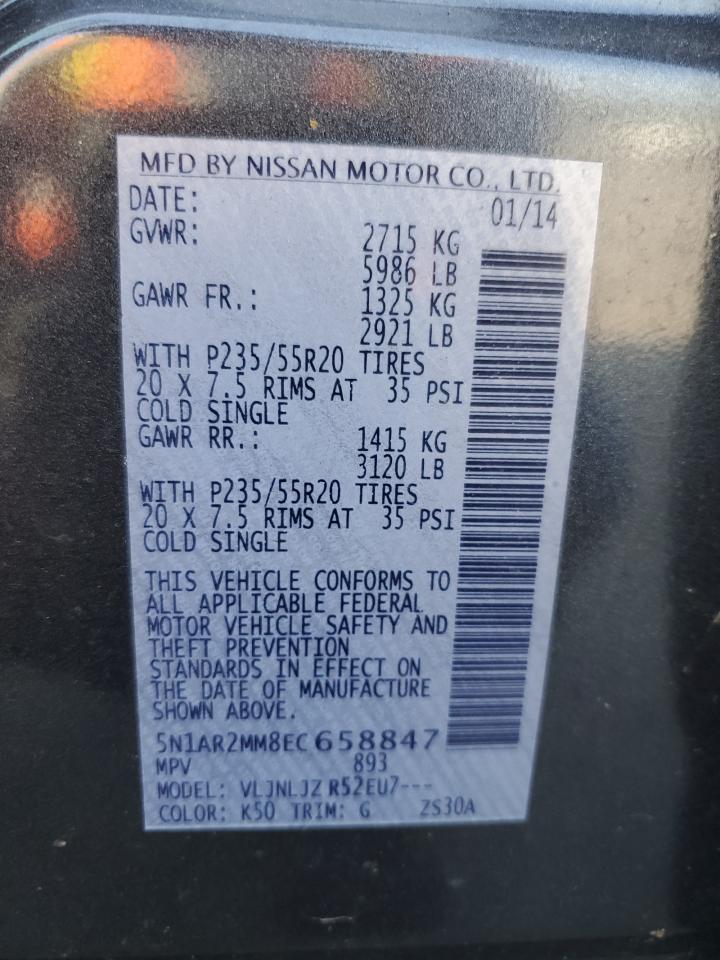 MFD BY NISSAN MOTOR CO., LTD.
DATE: 01/14
GVWR: 2715 KG
5986 LB
GAWR FR.: 1325 KG
2921 LB
WITH P235/55R20 TIRES
20 X 7.5 RIMS AT 35 PSI
COLD SINGLE
GAWR RR.: 1415 KG
3120 LB
WITH P235/55R20 TIRES
20 X 7.5 RIMS AT 35 PSI
COLD SINGLE
THIS VEHICLE CONFORMS TO
ALL APPLICABLE FEDERAL
MOTOR VEHICLE SAFETY AND
THEFT PREVENTION
STANDARDS IN EFFECT ON
THE DATE OF MANUFACTURE
SHOWN ABOVE.
5N1AR2MM8EC658847
MPV 893
MODEL: VLJNLJZ R52EU7---
COLOR: K50 TRIM: G ZS30A